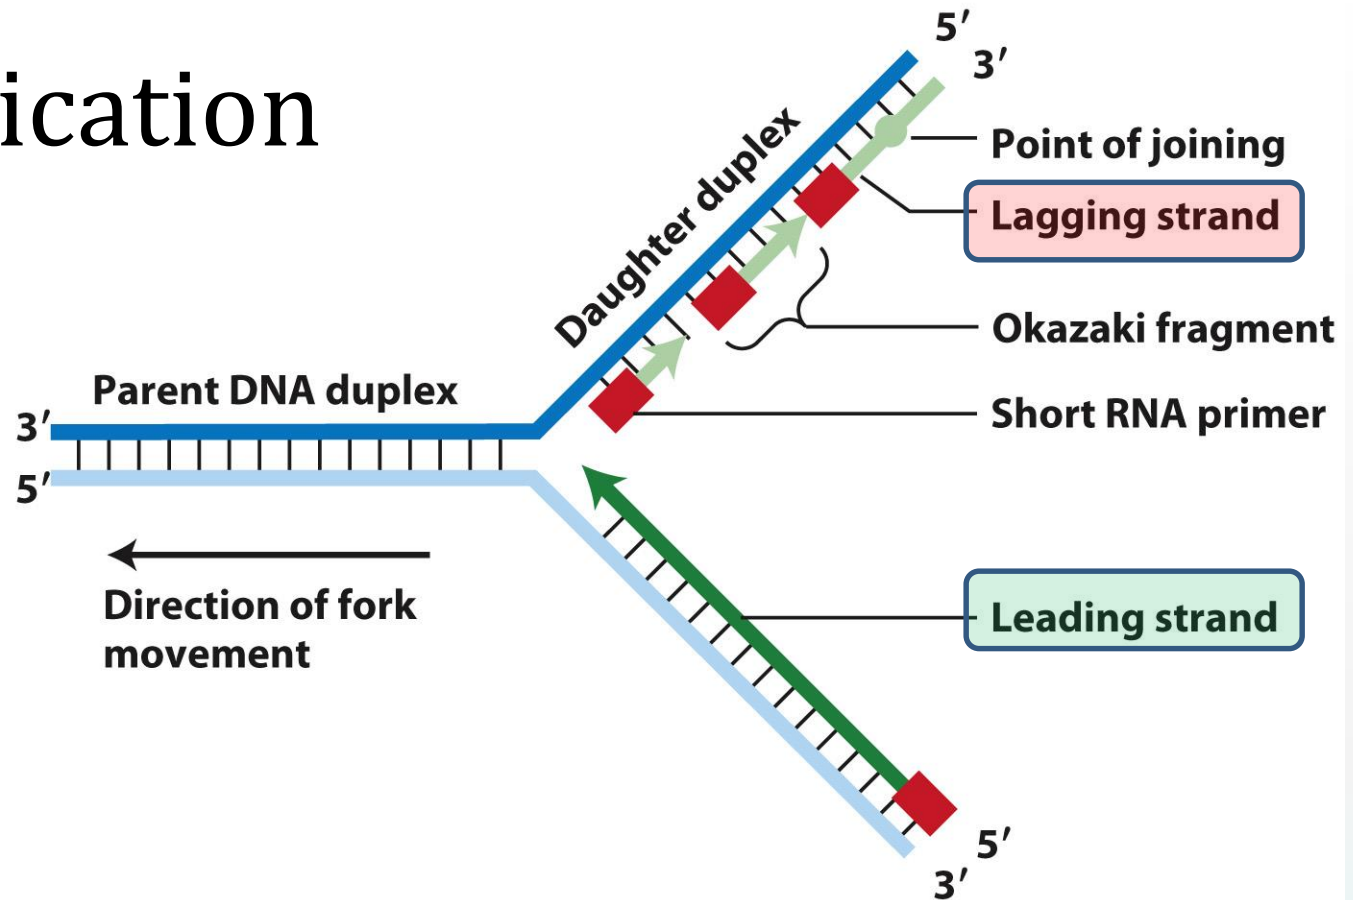 ication
5′
3′
Point of joining
Lagging strand
Daughter duplex
Okazaki fragment
Parent DNA duplex
Short RNA primer
3′
5′
Direction of fork
movement
Leading strand
5′
3′